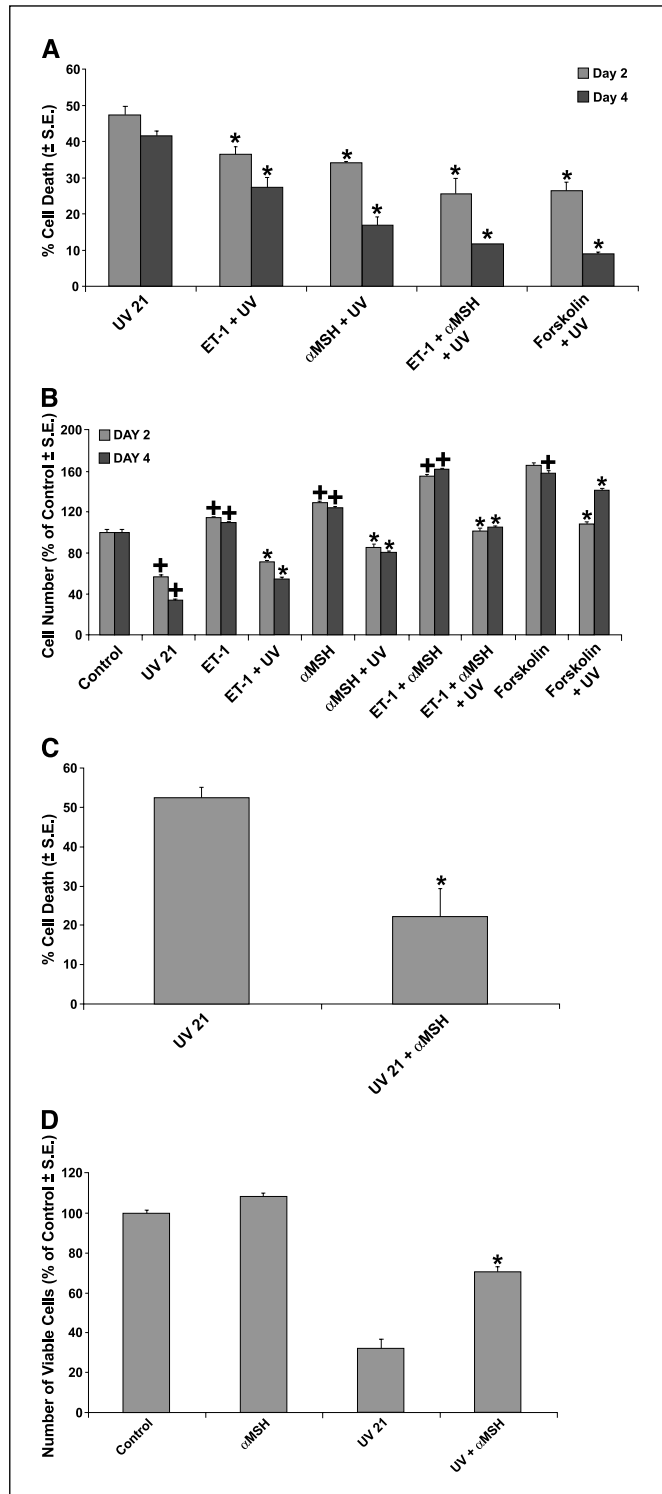 A
% Cell Death (± S.E.)
60
50
40
30
20
10
0
Day 2
Day 4
* *
* *
* *
* *
UV 21
ET-1 + UV
αMSH + UV
ET-1 + αMSH
+ UV
Forskolin
+ UV
B
Cell Number (% of Control ± S.E.)
200
160
120
80
40
0
DAY 2
DAY 4
+ +
+ +
* *
+ +
* *
+ +
* *
+
* *
Control
UV 21
ET-1
ET-1 + UV
αMSH
αMSH + UV
ET-1 + αMSH
ET-1 + αMSH
+ UV
Forskolin
Forskolin
+ UV
C
% Cell Death (± S.E.)
60
50
40
30
20
10
0
*
UV 21
UV 21 + αMSH
D
Number of Viable Cells (% of Control ± S.E.)
120
100
80
60
40
20
0
*
Control
αMSH
UV 21
UV + αMSH